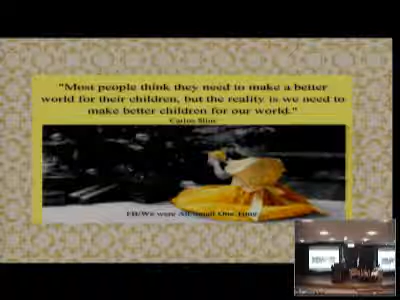 "Most people think they need to make a better
world for their children, but the reality is we need to
make better children for our world."
Carlos Slim
FB/We were All Small One Time